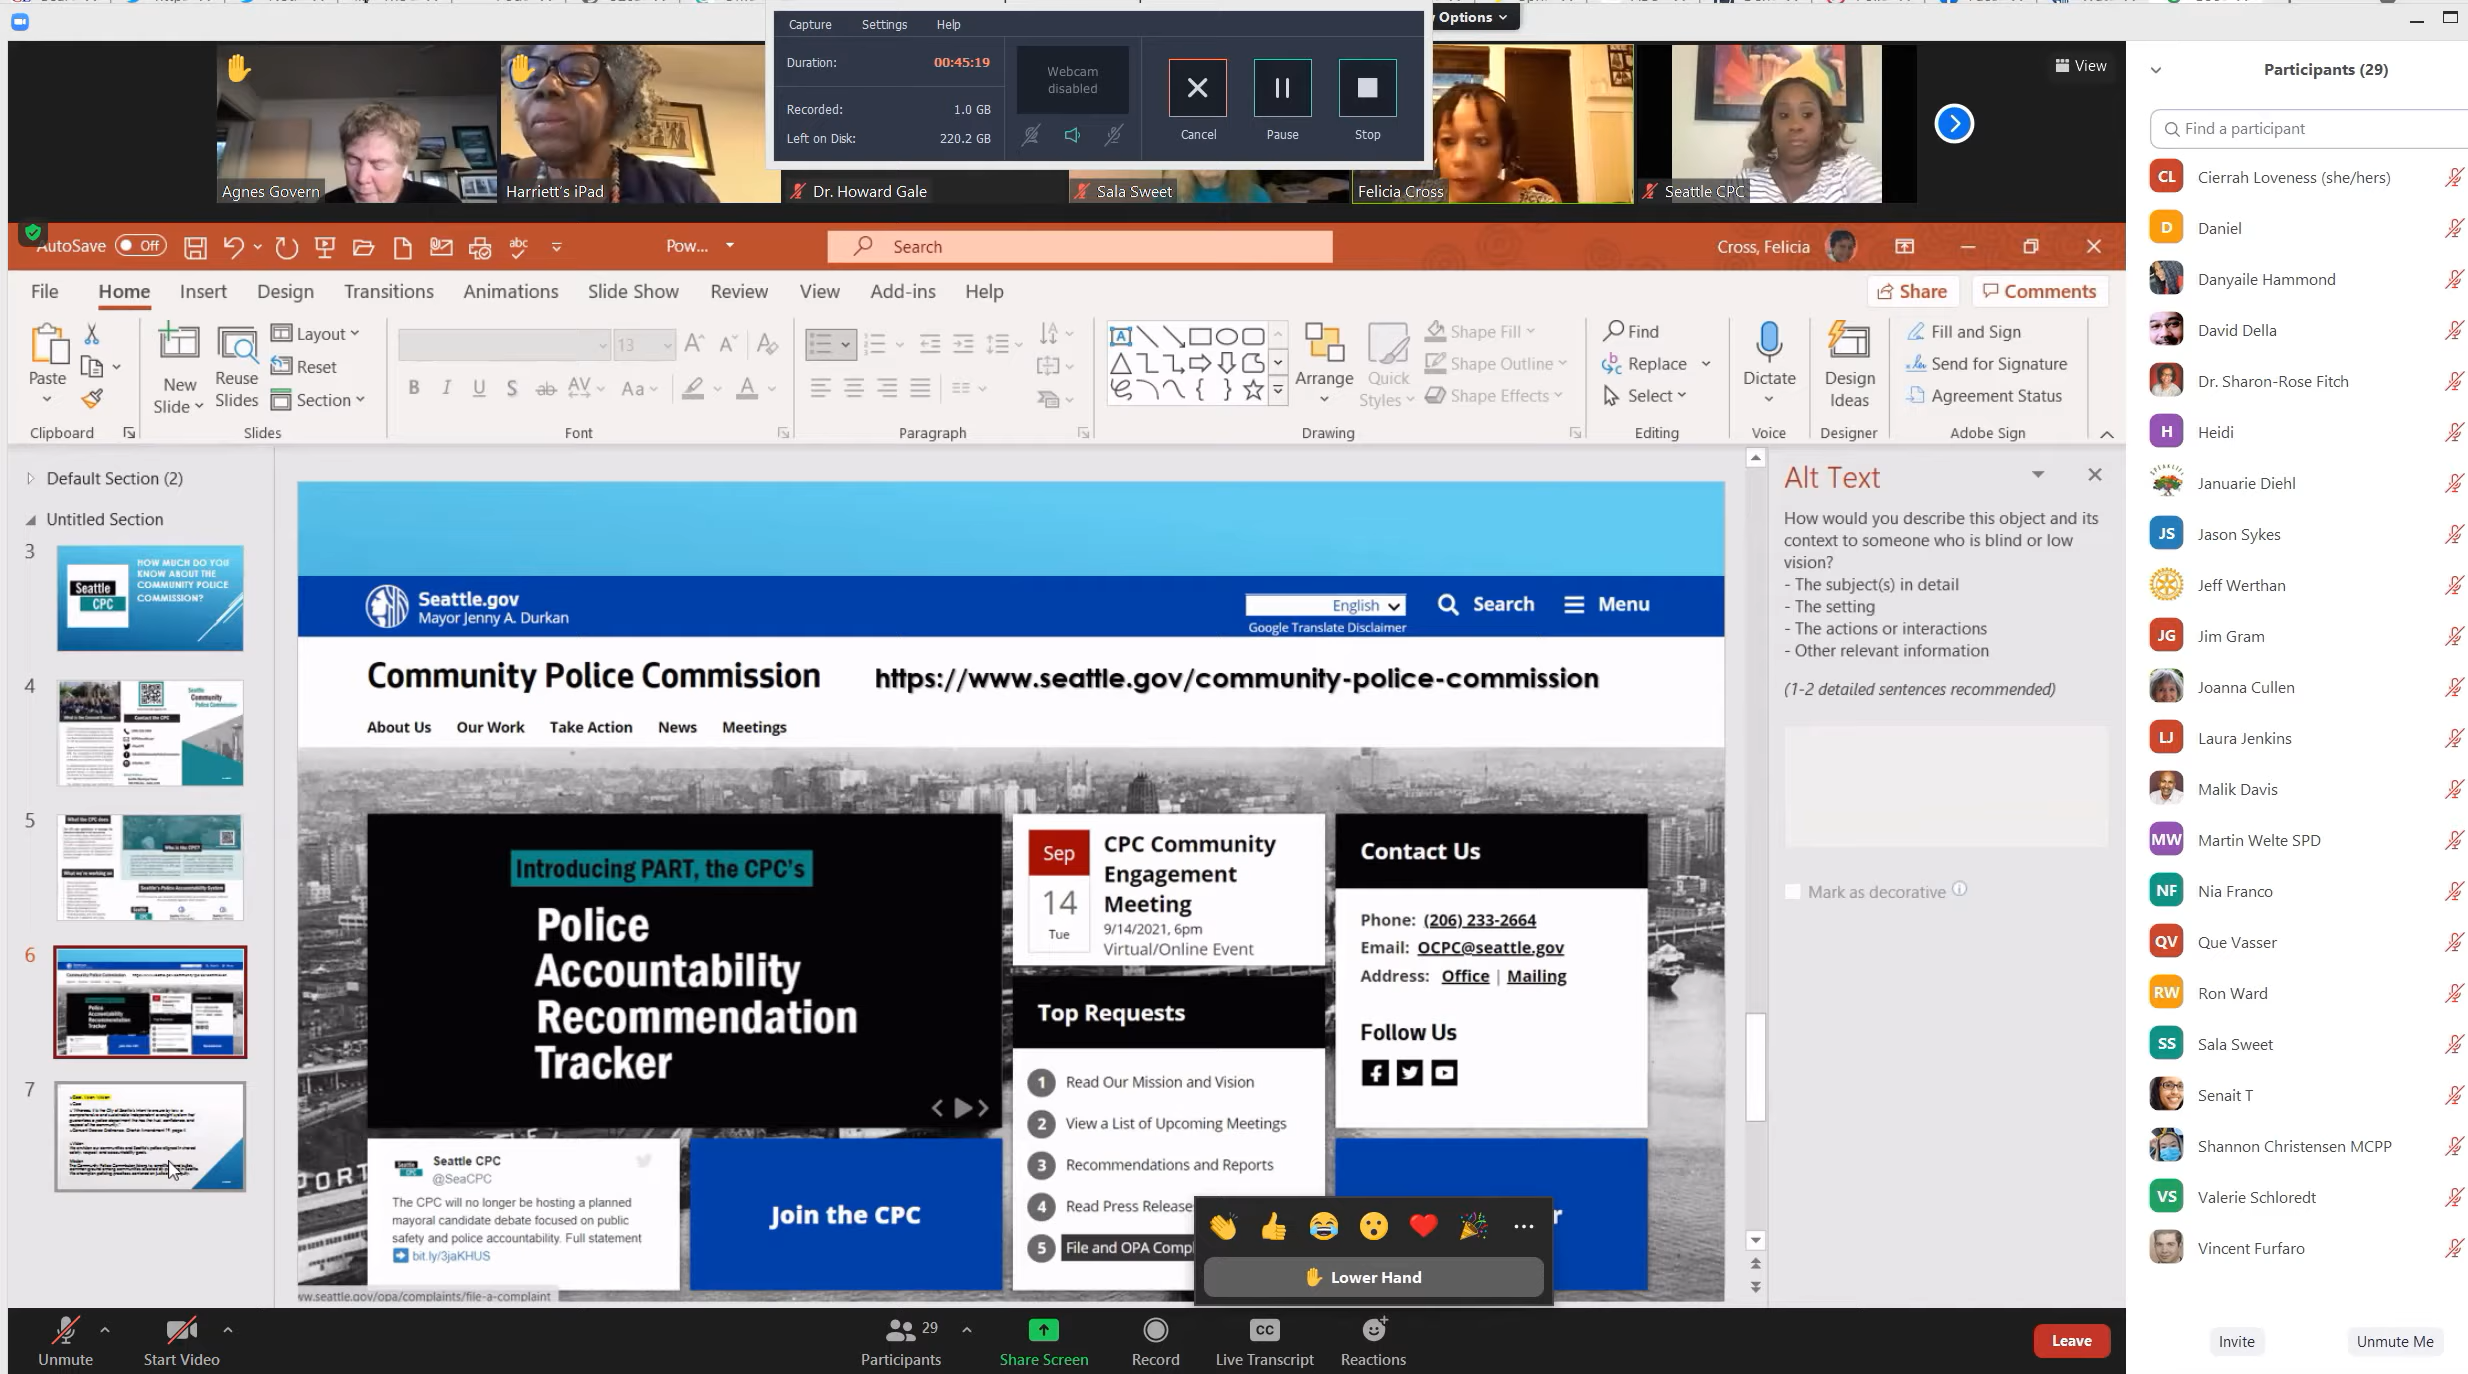 Capture Settings Help
Duration: 00:45:19
Recorded: 1.0 GB
Left on Disk: 220.2 GB
Webcam
disabled
Cancel Pause Stop
Options
View
Agnes Govern
Harriett's iPad
Dr. Howard Gale
Sala Sweet
Felicia Cross
Seattle CPC
AutoSave Off
Pow...
Search
Cross, Felicia
File Home Insert Design Transitions Animations Slide Show Review View Add-ins Help
Share Comments
Paste
New
Slide
Reuse
Slides
Layout
Reset
Section
13
Arrange
Quick
Styles
Shape Fill
Shape Outline
Shape Effects
Find
Replace
Select
Dictate
Design
Ideas
Fill and Sign
Send for Signature
Agreement Status
Clipboard Slides Font Paragraph Drawing Editing Voice Designer Adobe Sign
Default Section (2)
Untitled Section
3
Seattle
CPC
HOW MUCH DO YOU
KNOW ABOUT THE
COMMUNITY POLICE
COMMISSION?
4
5
6
7
Seattle.gov
Mayor Jenny A. Durkan
English
Google Translate Disclaimer
Search
Menu
Community Police Commission
https://www.seattle.gov/community-police-commission
About Us Our Work Take Action News Meetings
Introducing PART, the CPC's
Police
Accountability
Recommendation
Tracker
Sep
14
Tue
CPC Community
Engagement
Meeting
9/14/2021, 6pm
Virtual/Online Event
Top Requests
1 Read Our Mission and Vision
2 View a List of Upcoming Meetings
3 Recommendations and Reports
4 Read Press Release
5 File and OPA Compl
Contact Us
Phone: (206) 233-2664
Email: OCPC@seattle.gov
Address: Office | Mailing
Follow Us
Seattle CPC
@SeaCPC
The CPC will no longer be hosting a planned
mayoral candidate debate focused on public
safety and police accountability. Full statement
bit.ly/3jaKHUS
Join the CPC
Lower Hand
ww.seattle.gov/opa/complaints/file-a-complaint
Alt Text
How would you describe this object and its
context to someone who is blind or low
vision?
- The subject(s) in detail
- The setting
- The actions or interactions
- Other relevant information
(1-2 detailed sentences recommended)
Mark as decorative
Unmute
Start Video
Participants 29
Share Screen
Record
Live Transcript
Reactions
Leave
Participants (29)
Find a participant
CL Cierrah Loveness (she/hers)
D Daniel
Danyaile Hammond
David Della
Dr. Sharon-Rose Fitch
H Heidi
Januarie Diehl
JS Jason Sykes
Jeff Werthan
JG Jim Gram
Joanna Cullen
LJ Laura Jenkins
Malik Davis
MW Martin Welte SPD
NF Nia Franco
QV Que Vasser
RW Ron Ward
SS Sala Sweet
Senait T
Shannon Christensen MCPP
VS Valerie Schloredt
Vincent Furfaro
Invite
Unmute Me